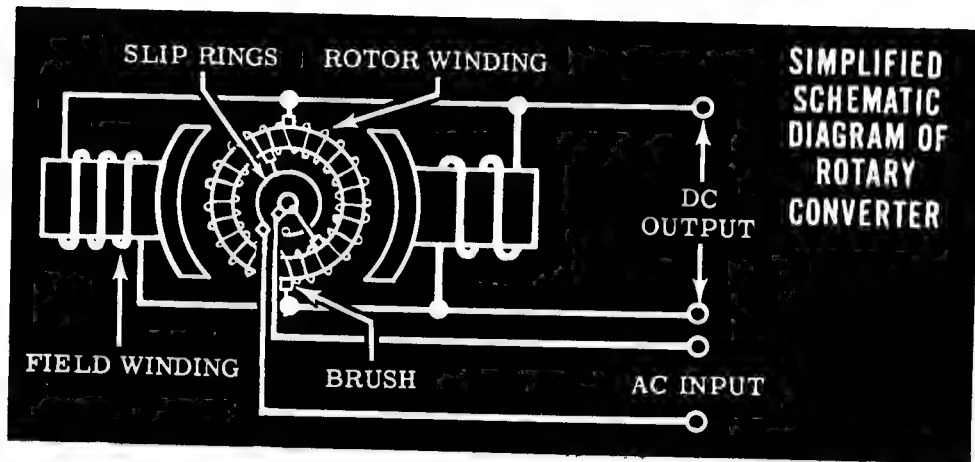 SLIP RINGS
ROTOR WINDING
SIMPLIFIED
SCHEMATIC
DIAGRAM OF
ROTARY
CONVERTER
DC
OUTPUT
FIELD WINDING
BRUSH
AC INPUT